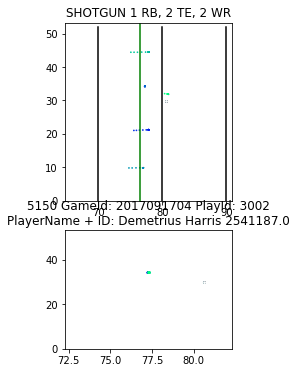 SHOTGUN 1 RB, 2 TE, 2 WR
50
40
30
20
10
0
70 80 90
5150 GameId: 2017091704 PlayId: 3002
PlayerName + ID: Demetrius Harris 2541187.0
40
20
0
72.5 75.0 77.5 80.0